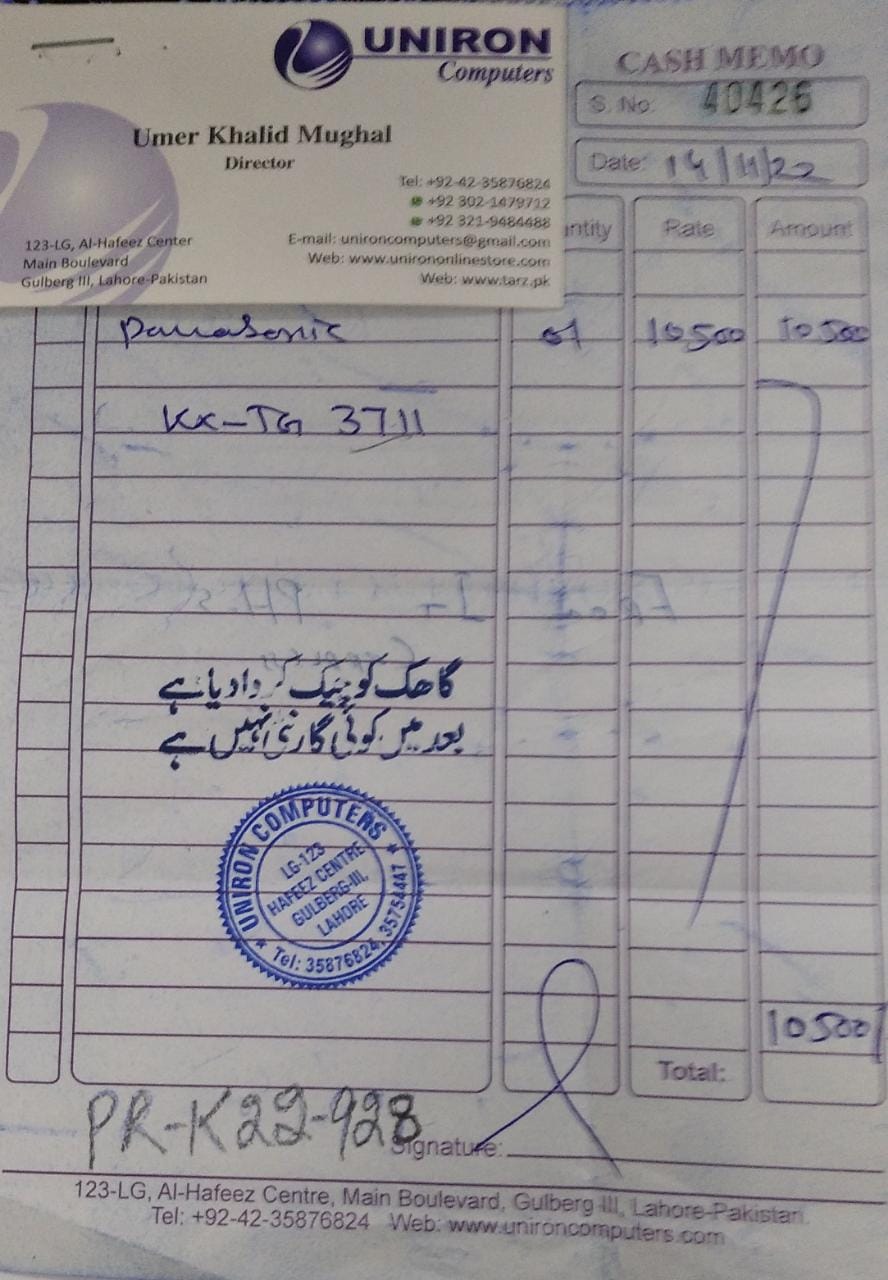 UNIRON
Computers
Umer Khalid Mughal
Director
Tel: +92-42-35876824
+92 302-1479712
+92 321-9484488
E-mail: unironcomputers@gmail.com
Web: www.unirononlinestore.com
Web: www.tarz.pk
123-LG, Al-Hafeez Center
Main Boulevard
Gulberg III, Lahore-Pakistan
CASH MEMO
S. No: 40426
Date: 14/11/22
ntity Rate Amount
Panasonic 01 10,500 10500
KX-TG 3711
گاھک کو چیک کروا دیا ہے
بعد میں کوئی گارنٹی نہیں ہے
UNIRON COMPUTERS
LG-123
HAFEEZ CENTRE
GULBERG-III,
LAHORE
Tel: 35876824, 35754447
10500/
Total:
PR-K22-928
Signature:
123-LG, Al-Hafeez Centre, Main Boulevard, Gulberg III, Lahore-Pakistan.
Tel: +92-42-35876824 Web: www.unironcomputers.com